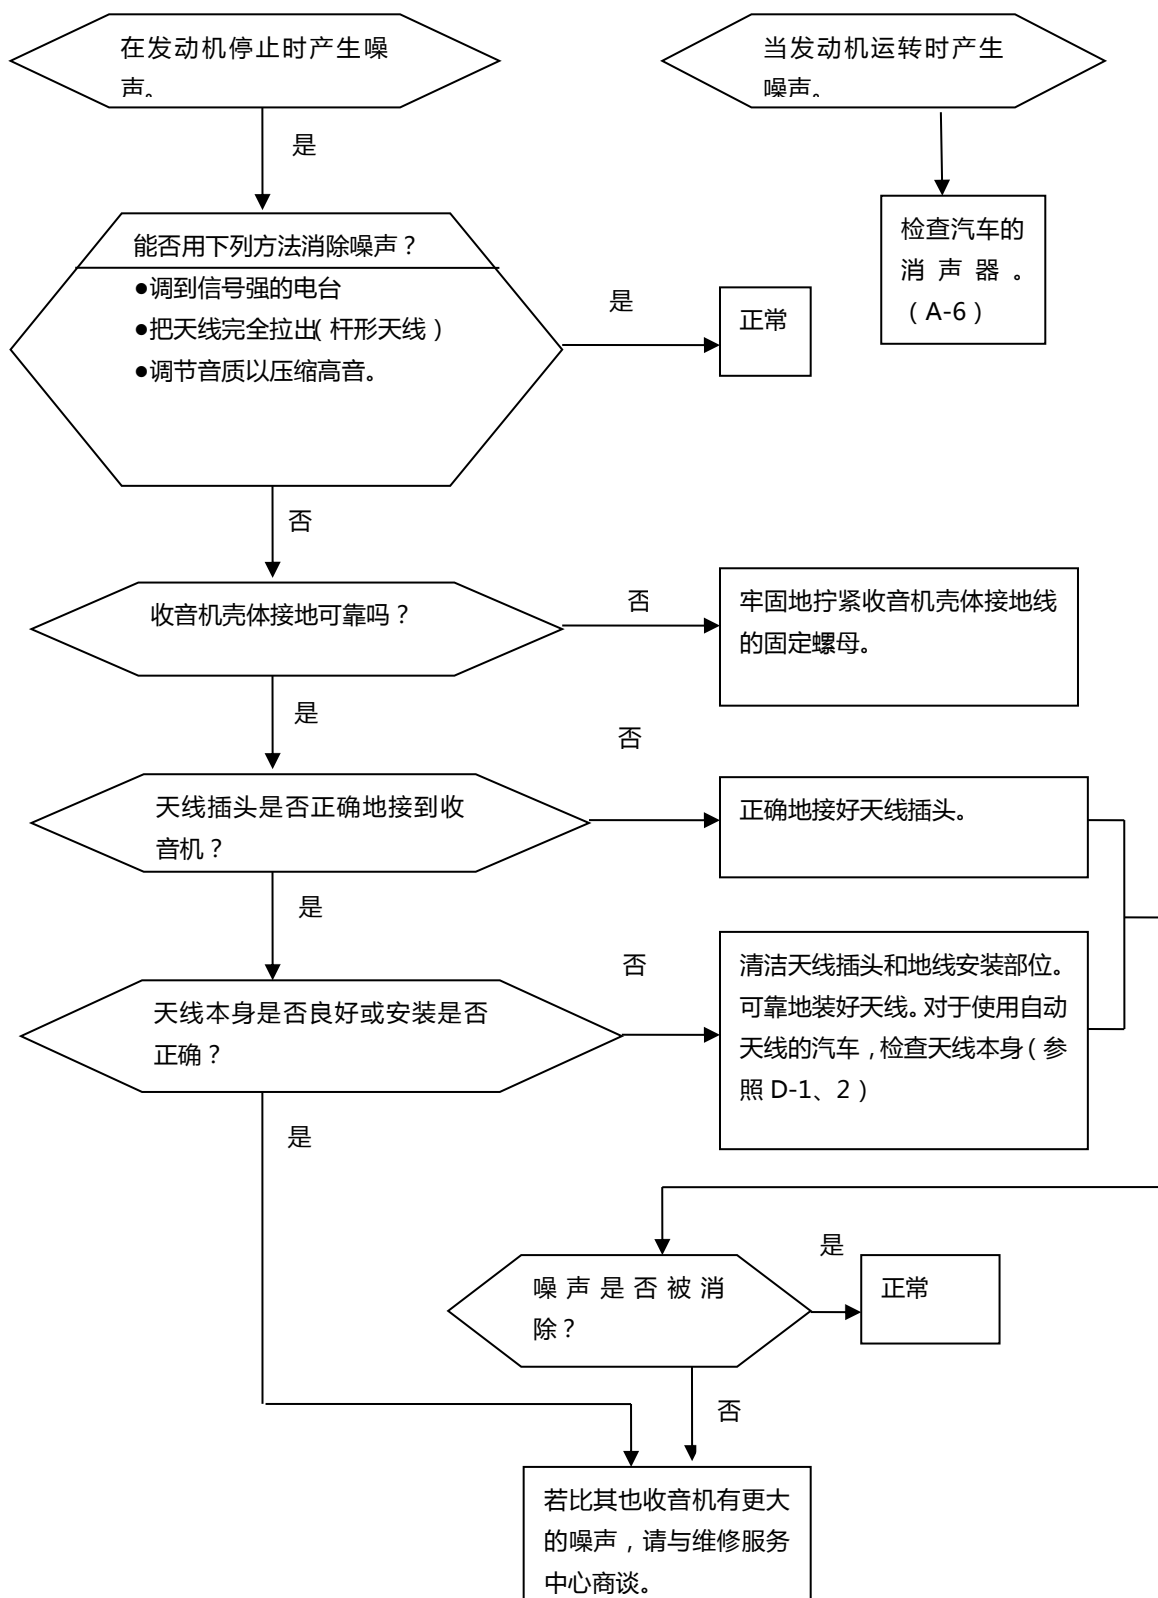 在发动机停止时产生噪
声。
当发动机运转时产生
噪声。
是
能否用下列方法消除噪声？
●调到信号强的电台
●把天线完全拉出（杆形天线）
●调节音质以压缩高音。
是
正常
检查汽车的
消声器。
（A-6）
否
收音机壳体接地可靠吗？
否
牢固地拧紧收音机壳体接地线
的固定螺母。
是
否
天线插头是否正确地接到收
音机？
正确地接好天线插头。
是
否
天线本身是否良好或安装是否
正确？
清洁天线插头和地线安装部位。
可靠地装好天线。对于使用自动
天线的汽车，检查天线本身（参
照 D-1、2）
是
噪声是否被消
除？
是
正常
否
若比其也收音机有更大
的噪声，请与维修服务
中心商谈。